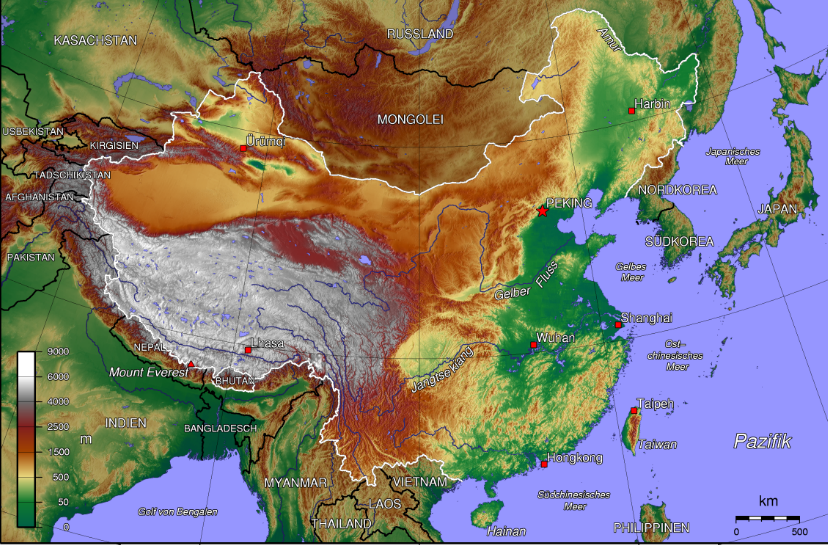 KASACHSTAN
RUSSLAND
Amur
MONGOLEI
Harbin
USBEKISTAN
KIRGISIEN
Ürümqi
Japanisches
Meer
TADSCHIKISTAN
AFGHANISTAN
NORDKOREA
PEKING
JAPAN
SÜDKOREA
PAKISTAN
Gelbes
Meer
Gelber
Fluss
Shanghai
Lhasa
Wuhan
NEPAL
Ost–
chinesisches
Meer
Mount Everest
BHUTAN
Jangtsekiang
9000
6000
4000
2500
1500
500
50
0
m
INDIEN
BANGLADESCH
Taipeh
Taiwan
Pazifik
Hongkong
MYANMAR
VIETNAM
LAOS
Südchinesisches
Meer
Golf von Bengalen
THAILAND
Hainan
PHILIPPINEN
km
0
500